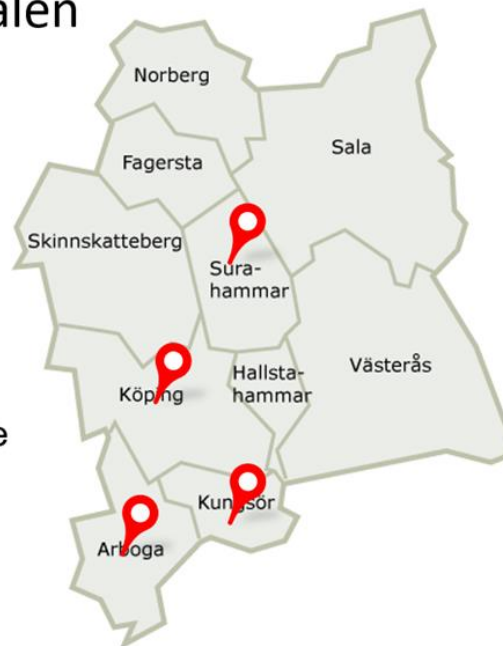 alen
Norberg
Sala
Fagersta
Skinnskatteberg
Sura-
hammar
Hallsta-
hammar
Västerås
Köping
e
Kungsör
Arboga